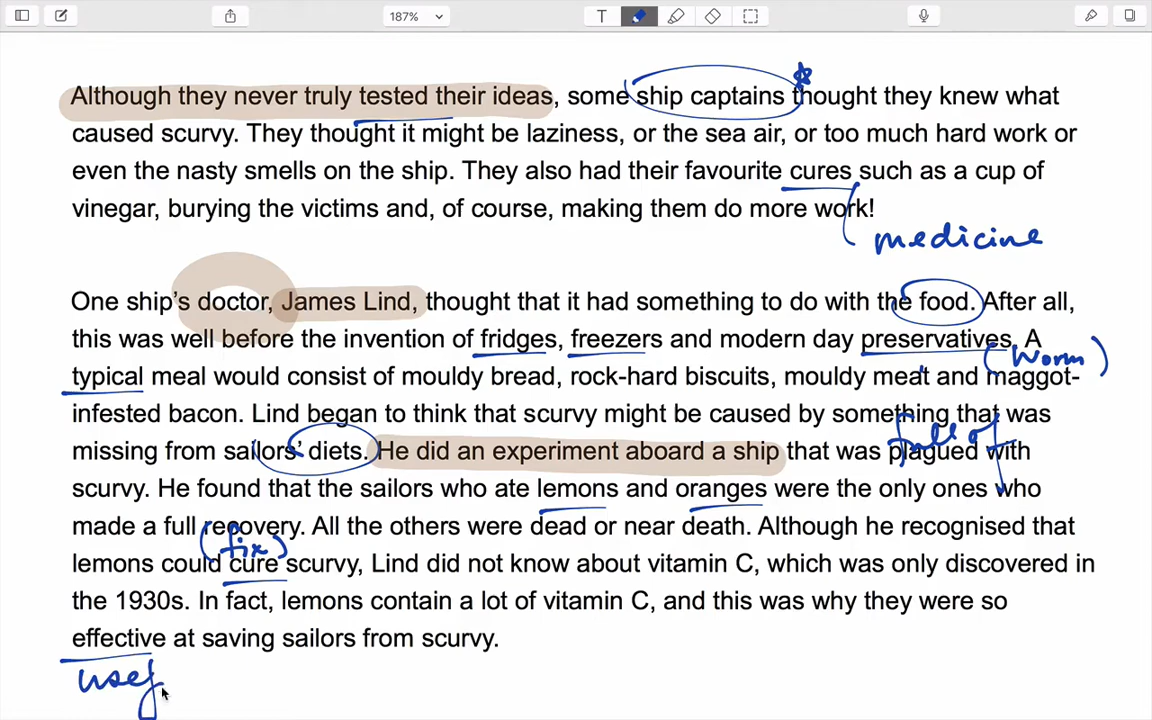 187%
T
Although they never truly tested their ideas, some ship captains thought they knew what
caused scurvy. They thought it might be laziness, or the sea air, or too much hard work or
even the nasty smells on the ship. They also had their favourite cures such as a cup of
vinegar, burying the victims and, of course, making them do more work!
medicine
One ship's doctor, James Lind, thought that it had something to do with the food. After all,
this was well before the invention of fridges, freezers and modern day preservatives. A
(worm)
typical meal would consist of mouldy bread, rock-hard biscuits, mouldy meat and maggot-
infested bacon. Lind began to think that scurvy might be caused by something that was
full of
missing from sailors' diets. He did an experiment aboard a ship that was plagued with
scurvy. He found that the sailors who ate lemons and oranges were the only ones who
made a full recovery. All the others were dead or near death. Although he recognised that
(fix)
lemons could cure scurvy, Lind did not know about vitamin C, which was only discovered in
the 1930s. In fact, lemons contain a lot of vitamin C, and this was why they were so
effective at saving sailors from scurvy.
usef